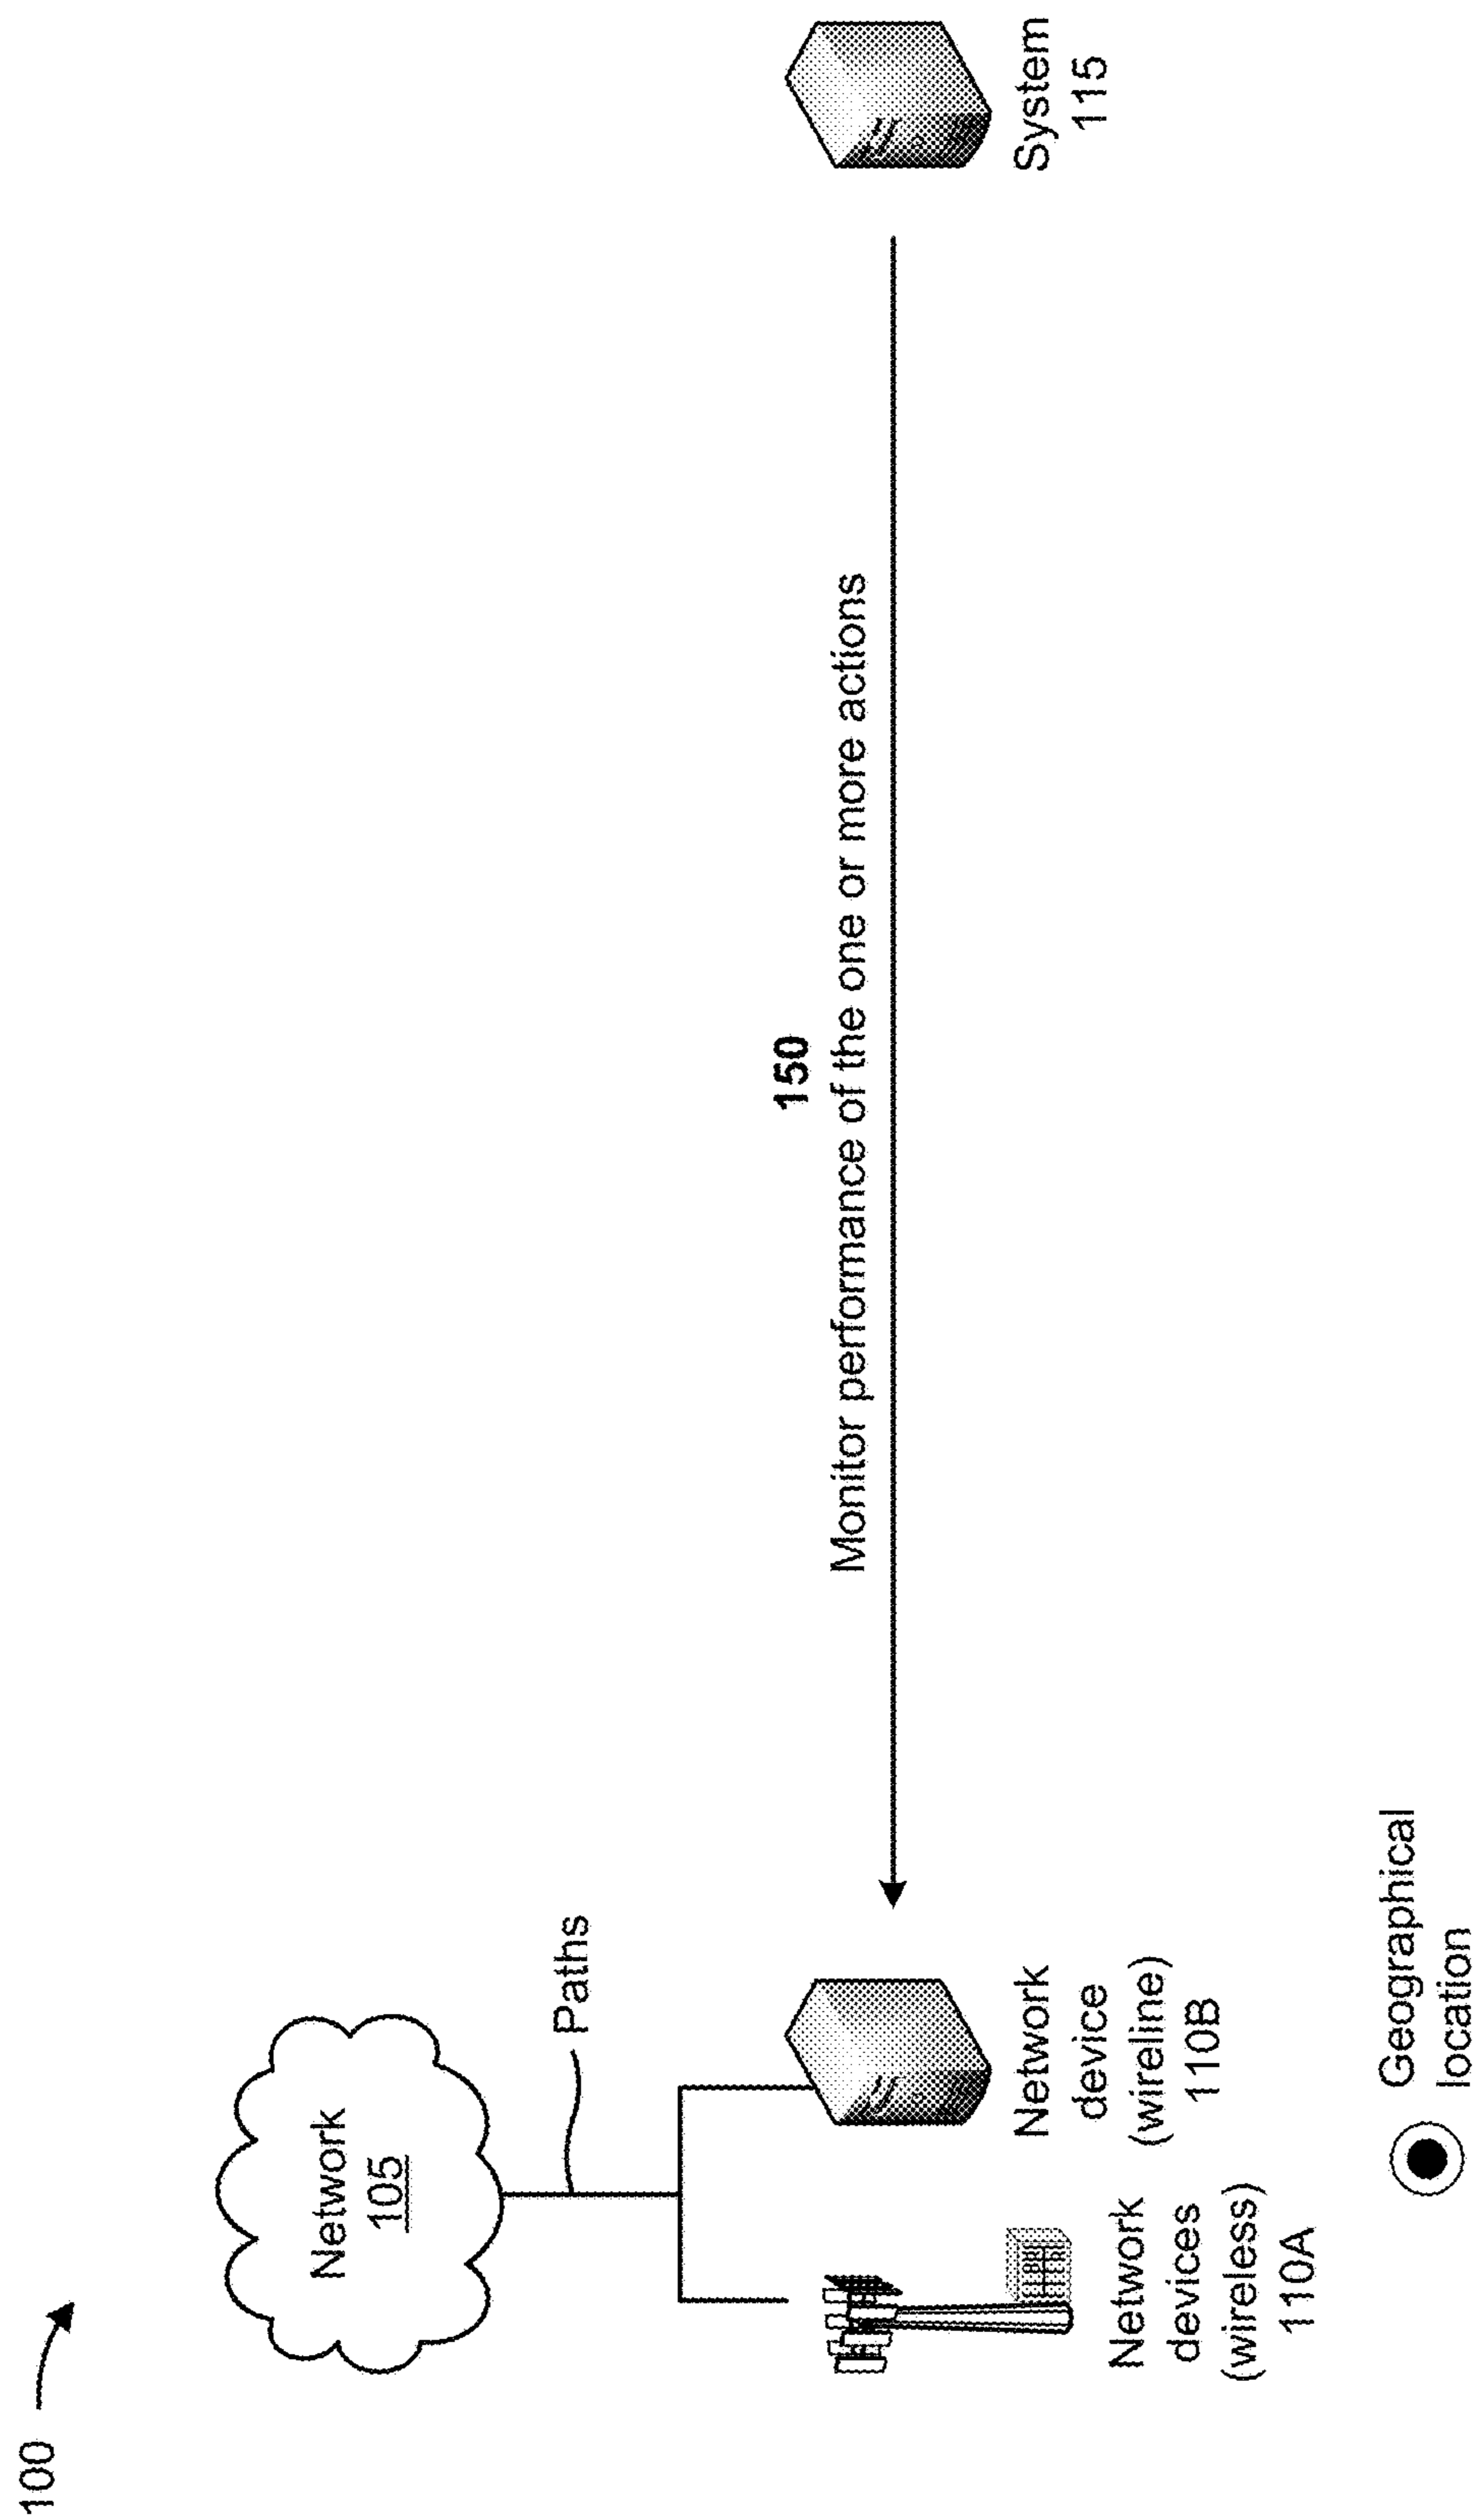 100
Network
105
Paths
150
Monitor performance of the one or more actions
Network
devices
(wireless)
110A
Network
device
(wireline)
110B
System
115
Geographical
location